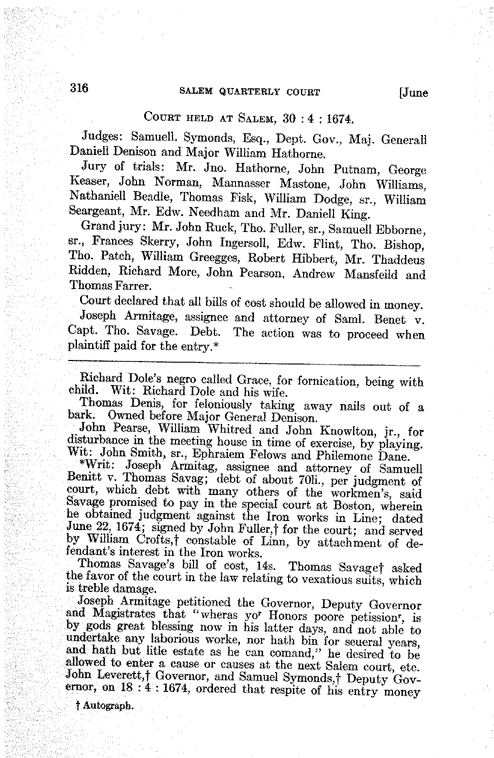 316 SALEM QUARTERLY COURT [June
COURT HELD AT SALEM, 30 : 4 : 1674.
Judges: Samuell. Symonds, Esq., Dept. Gov., Maj. Generall
Daniell Denison and Major William Hathorne.
Jury of trials: Mr. Jno. Hathorne, John Putnam, George
Keaser, John Norman, Mannasser Mastone, John Williams,
Nathaniell Beadle, Thomas Fisk, William Dodge, sr., William
Seargeant, Mr. Edw. Needham and Mr. Daniell King.
Grand jury: Mr. John Ruck, Tho. Fuller, sr., Samuell Ebborne,
sr., Frances Skerry, John Ingersoll, Edw. Flint, Tho. Bishop,
Tho. Patch, William Greegges, Robert Hibbert, Mr. Thaddeus
Ridden, Richard More, John Pearson, Andrew Mansfeild and
Thomas Farrer.
Court declared that all bills of cost should be allowed in money.
Joseph Armitage, assignee and attorney of Saml. Benet v.
Capt. Tho. Savage. Debt. The action was to proceed when
plaintiff paid for the entry.*
Richard Dole's negro called Grace, for fornication, being with
child. Wit: Richard Dole and his wife.
Thomas Denis, for feloniously taking away nails out of a
bark. Owned before Major General Denison.
John Pearse, William Whitred and John Knowlton, jr., for
disturbance in the meeting house in time of exercise, by playing.
Wit: John Smith, sr., Ephraiem Felows and Philemone Dane.
*Writ: Joseph Armitag, assignee and attorney of Samuell
Benitt v. Thomas Savag; debt of about 70li., per judgment of
court, which debt with many others of the workmen's, said
Savage promised to pay in the special court at Boston, wherein
he obtained judgment against the Iron works in Line; dated
June 22, 1674; signed by John Fuller,† for the court; and served
by William Crofts,† constable of Linn, by attachment of de-
fendant's interest in the Iron works.
Thomas Savage's bill of cost, 14s. Thomas Savage† asked
the favor of the court in the law relating to vexatious suits, which
is treble damage.
Joseph Armitage petitioned the Governor, Deputy Governor
and Magistrates that "wheras yoʳ Honors poore petissionʳ, is
by gods great blessing now in his latter days, and not able to
undertake any laborious worke, nor hath bin for seueral years,
and hath but litle estate as he can comand," he desired to be
allowed to enter a cause or causes at the next Salem court, etc.
John Leverett,† Governor, and Samuel Symonds,† Deputy Gov-
ernor, on 18 : 4 : 1674, ordered that respite of his entry money
† Autograph.